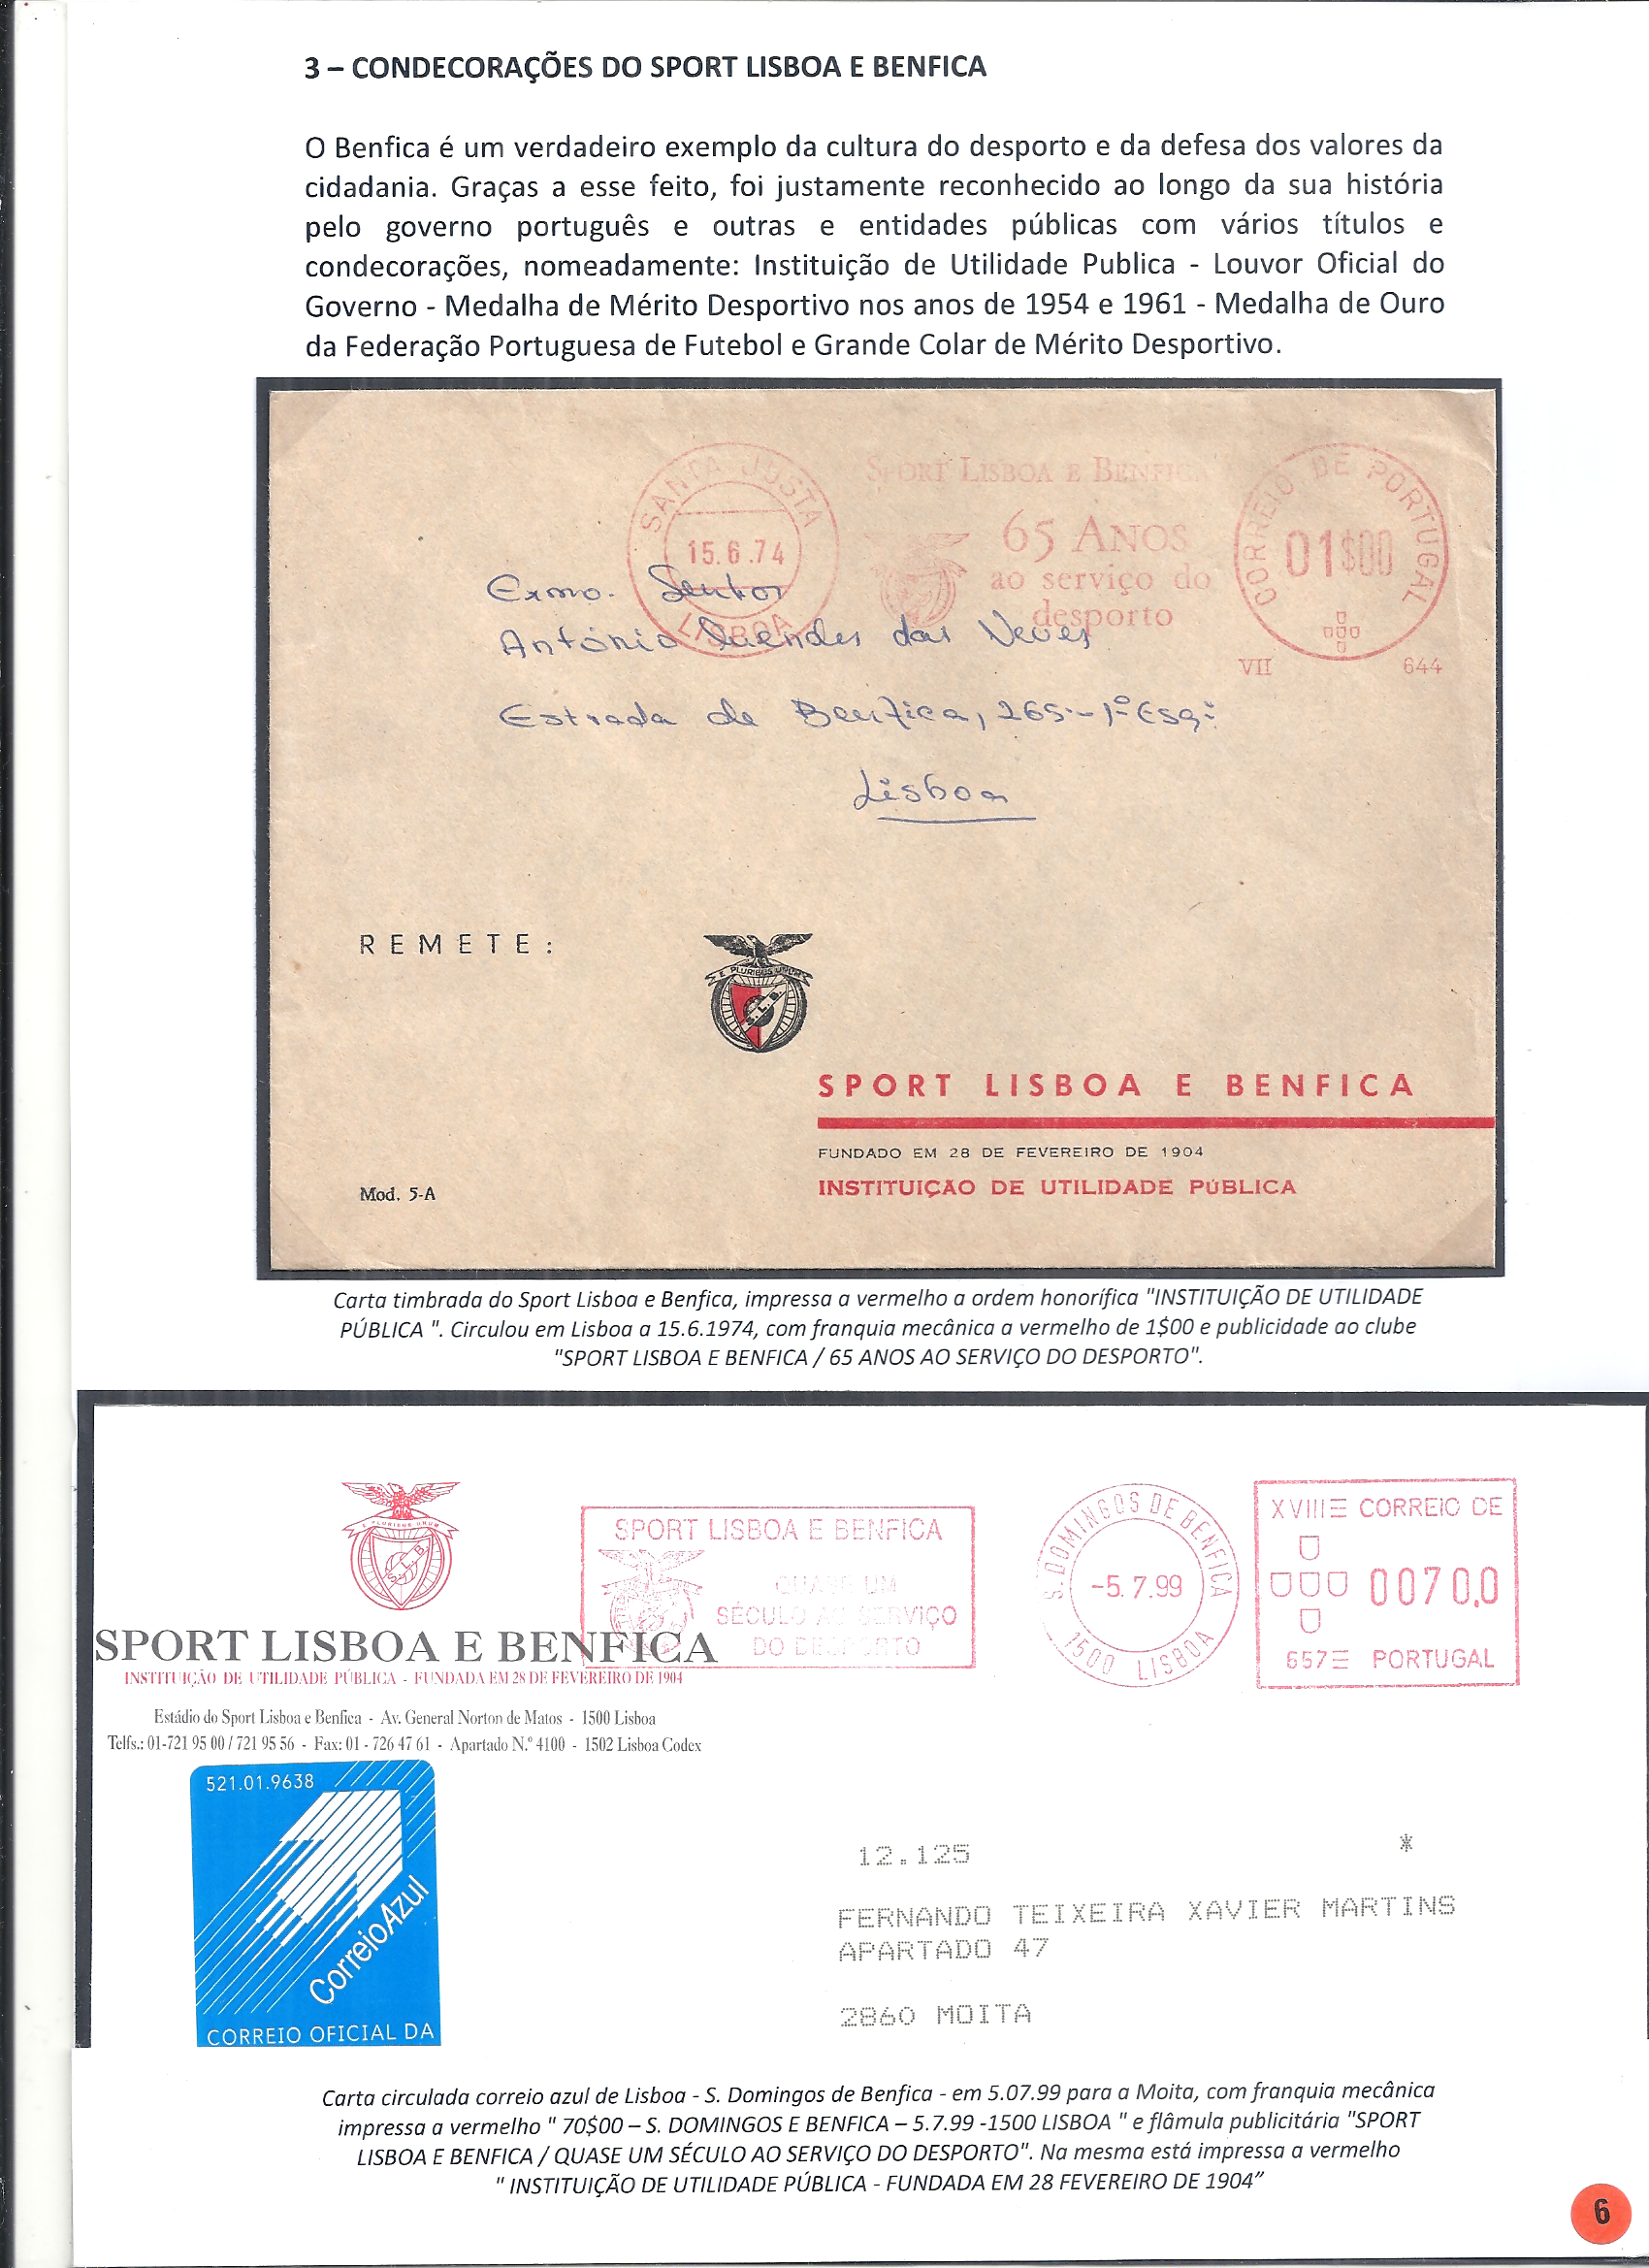 3 – CONDECORAÇÕES DO SPORT LISBOA E BENFICA
O Benfica é um verdadeiro exemplo da cultura do desporto e da defesa dos valores da
cidadania. Graças a esse feito, foi justamente reconhecido ao longo da sua história
pelo governo português e outras e entidades públicas com vários títulos e
condecorações, nomeadamente: Instituição de Utilidade Publica - Louvor Oficial do
Governo - Medalha de Mérito Desportivo nos anos de 1954 e 1961 - Medalha de Ouro
da Federação Portuguesa de Futebol e Grande Colar de Mérito Desportivo.
SANTA JUSTA
15.6.74
LISBOA
SPORT LISBOA E BENFICA
65 ANOS
ao serviço do
desporto
CORREIO DE PORTUGAL
01$00
VII 644
Exmo. Senhor
António Mendes das Neves
Estrada de Benfica, 265-1º Esq:
Lisboa
REMETE:
E PLURIBUS UNUM
S.L.B.
SPORT LISBOA E BENFICA
FUNDADO EM 28 DE FEVEREIRO DE 1904
INSTITUIÇÃO DE UTILIDADE PÚBLICA
Mod. 5-A
Carta timbrada do Sport Lisboa e Benfica, impressa a vermelho a ordem honorífica "INSTITUIÇÃO DE UTILIDADE
PÚBLICA ". Circulou em Lisboa a 15.6.1974, com franquia mecânica a vermelho de 1$00 e publicidade ao clube
"SPORT LISBOA E BENFICA / 65 ANOS AO SERVIÇO DO DESPORTO".
E PLURIBUS UNUM
S.L.B.
SPORT LISBOA E BENFICA
INSTITUIÇÃO DE UTILIDADE PÚBLICA - FUNDADA EM 28 DE FEVEREIRO DE 1904
Estádio do Sport Lisboa e Benfica - Av. General Norton de Matos - 1500 Lisboa
Telfs.: 01-721 95 00 / 721 95 56 - Fax: 01 - 726 47 61 - Apartado N.º 4100 - 1502 Lisboa Codex
SPORT LISBOA E BENFICA
QUASE UM
SÉCULO AO SERVIÇO
DO DESPORTO
S. DOMINGOS DE BENFICA
-5.7.99
1500 LISBOA
XVIII CORREIO DE
0070,0
657 PORTUGAL
521.01.9638
CorreioAzul
CORREIO OFICIAL DA
12.125 *
FERNANDO TEIXEIRA XAVIER MARTINS
APARTADO 47
2860 MOITA
Carta circulada correio azul de Lisboa - S. Domingos de Benfica - em 5.07.99 para a Moita, com franquia mecânica
impressa a vermelho " 70$00 – S. DOMINGOS E BENFICA – 5.7.99 -1500 LISBOA " e flâmula publicitária "SPORT
LISBOA E BENFICA / QUASE UM SÉCULO AO SERVIÇO DO DESPORTO". Na mesma está impressa a vermelho
" INSTITUIÇÃO DE UTILIDADE PÚBLICA - FUNDADA EM 28 FEVEREIRO DE 1904”
6